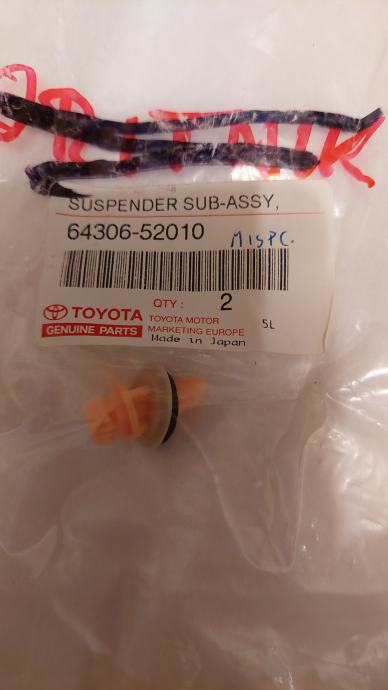 SUSPENDER SUB-ASSY,
64306-52010 MISPC.
QTY: 2
TOYOTA TOYOTA MOTOR 5L
GENUINE PARTS MARKETING EUROPE
Made in Japan